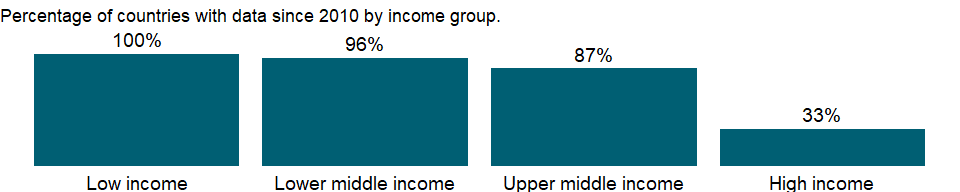 Percentage of countries with data since 2010 by income group.
100%
96%
87%
33%
Low income
Lower middle income
Upper middle income
High income